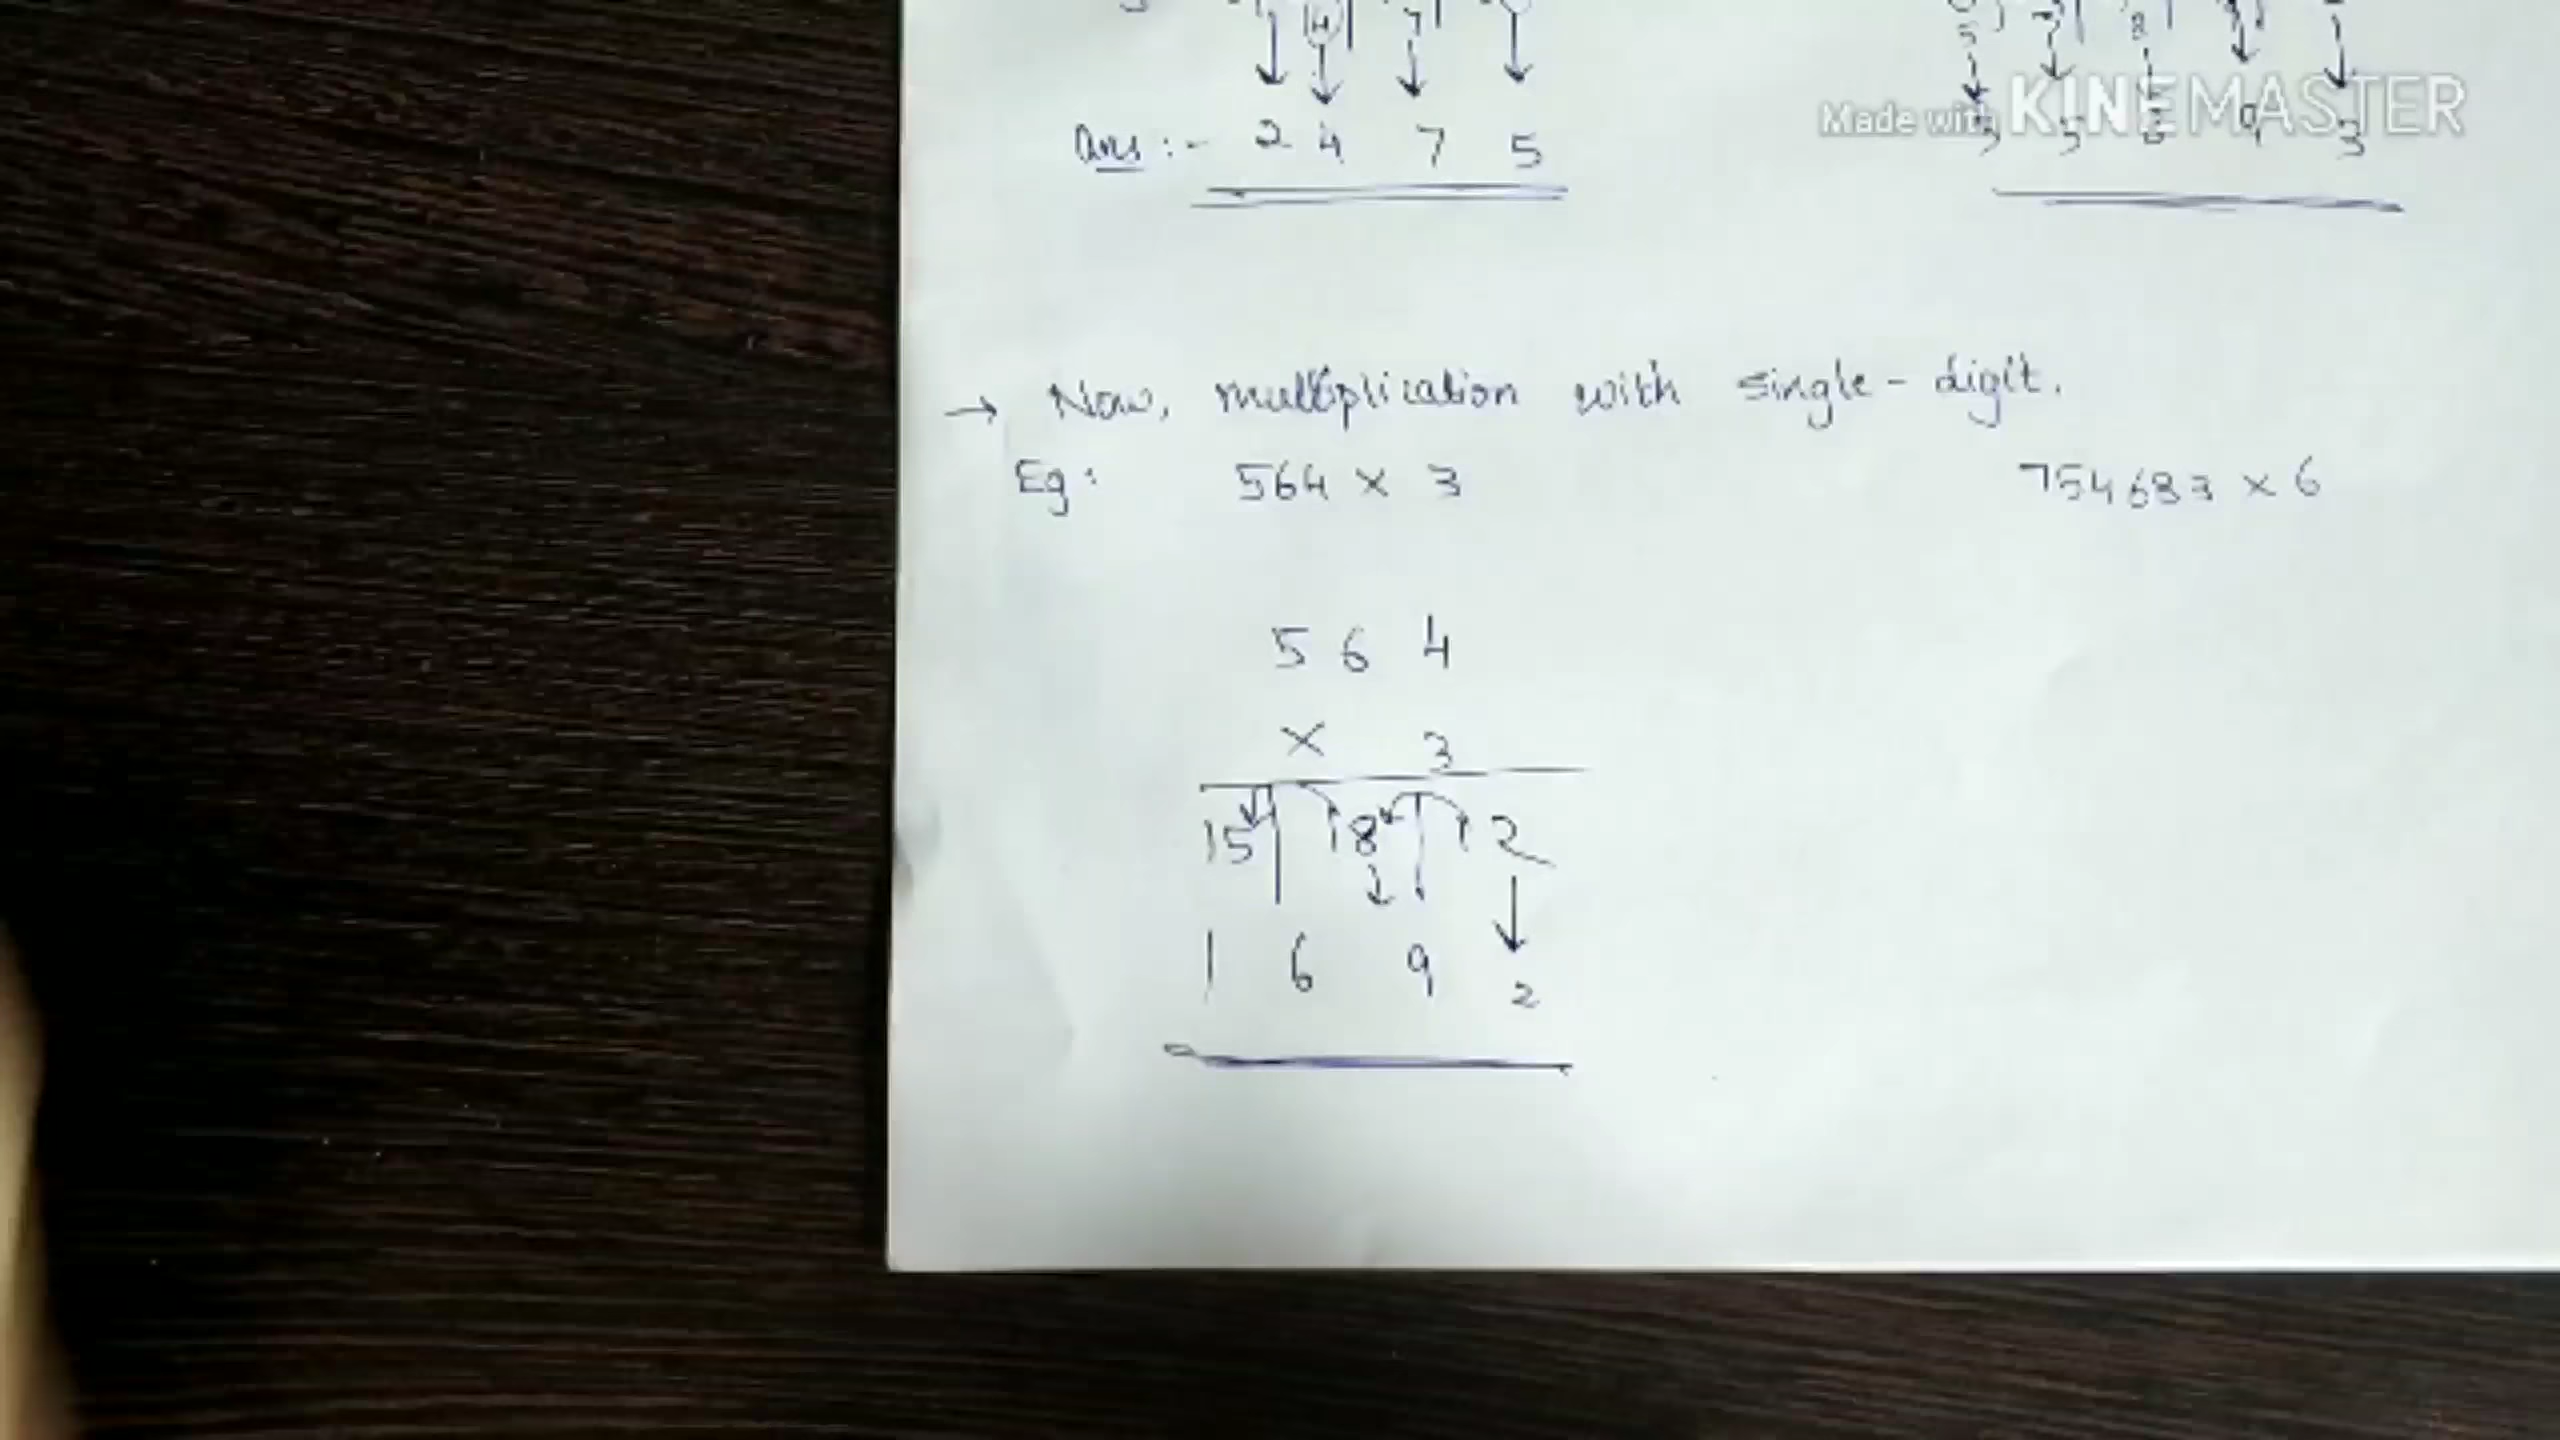 Made with KINEMASTER
Ans :- 2 4 7 5
→ Now, multiplication with single-digit.
Eg: 564 × 3 754683 × 6
5 6 4
× 3
15 18 12
1 6 9 2